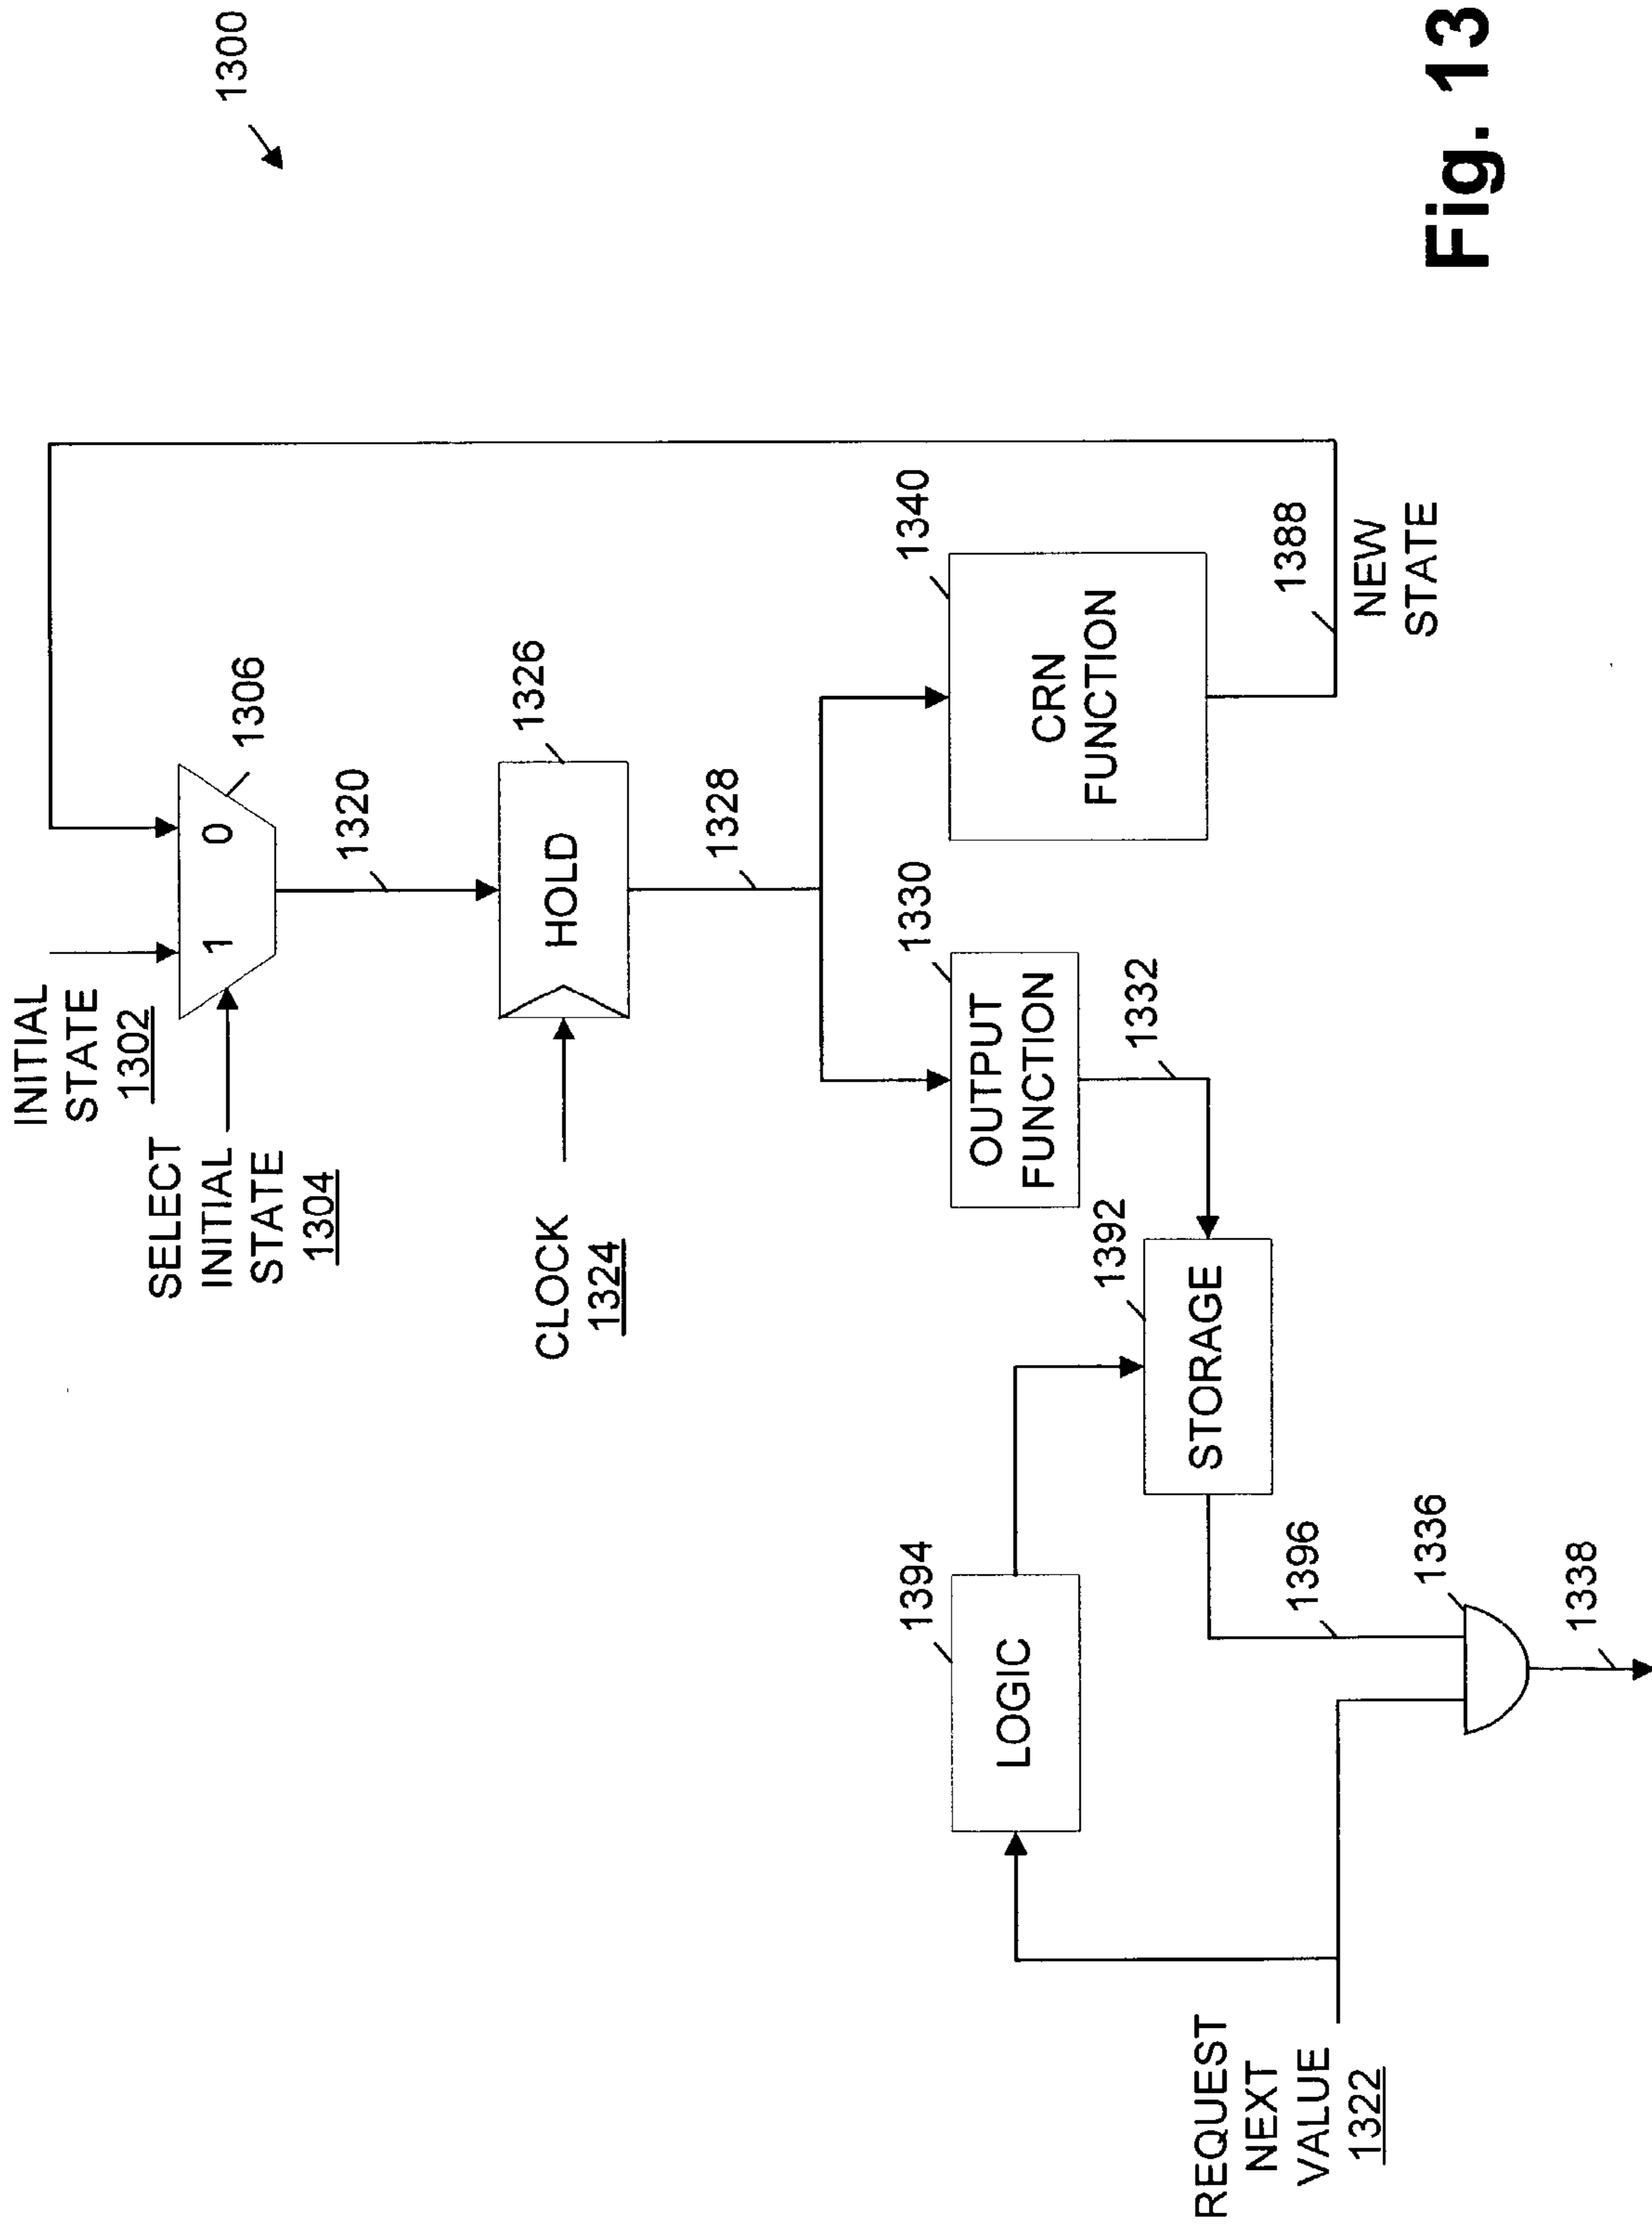 1300
INITIAL
STATE
1302
SELECT
INITIAL
STATE
1304
1
0
1306
1320
CLOCK
1324
HOLD
1326
1328
OUTPUT
FUNCTION
1330
1332
CRN
FUNCTION
1340
1388
NEW
STATE
LOGIC
1394
STORAGE
1392
1396
1336
1338
REQUEST
NEXT
VALUE
1322
Fig. 13